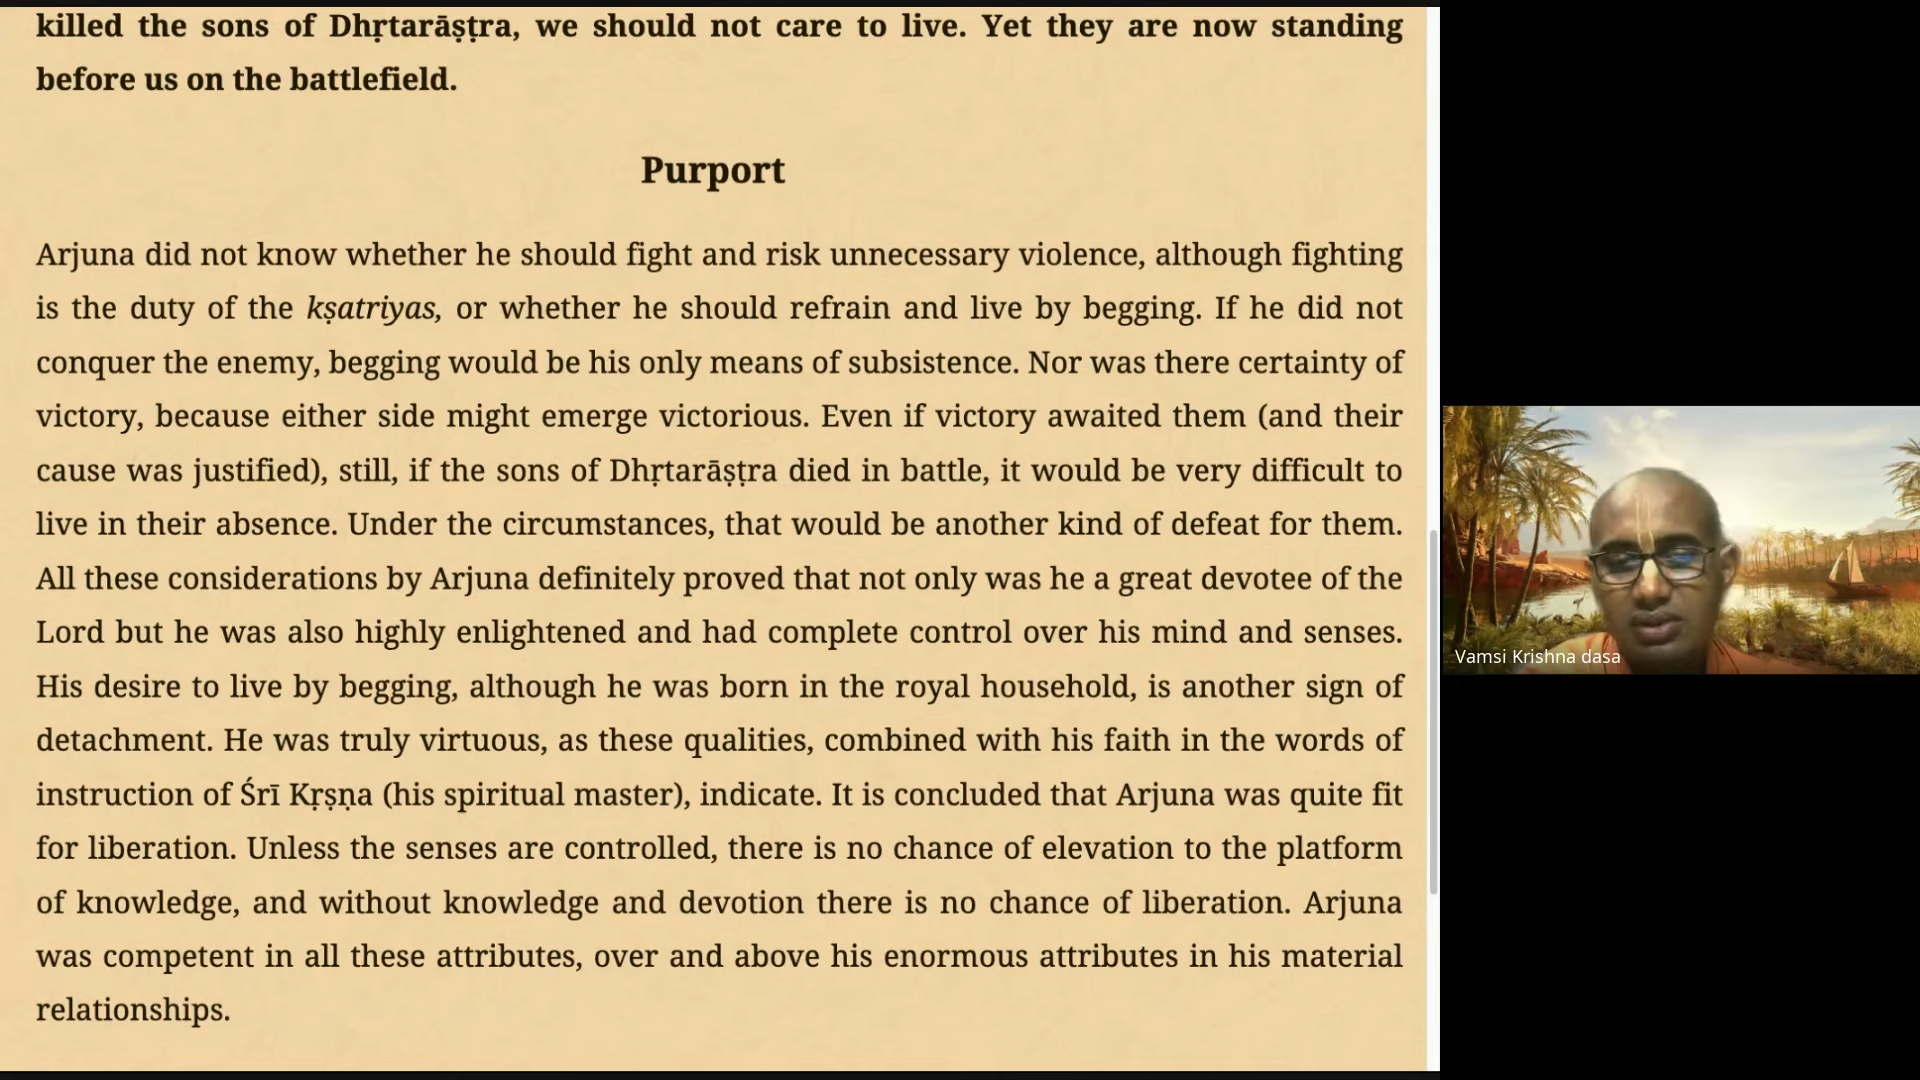 killed the sons of Dhṛtarāṣṭra, we should not care to live. Yet they are now standing
before us on the battlefield.
Purport
Arjuna did not know whether he should fight and risk unnecessary violence, although fighting
is the duty of the kṣatriyas, or whether he should refrain and live by begging. If he did not
conquer the enemy, begging would be his only means of subsistence. Nor was there certainty of
victory, because either side might emerge victorious. Even if victory awaited them (and their
cause was justified), still, if the sons of Dhṛtarāṣṭra died in battle, it would be very difficult to
live in their absence. Under the circumstances, that would be another kind of defeat for them.
All these considerations by Arjuna definitely proved that not only was he a great devotee of the
Lord but he was also highly enlightened and had complete control over his mind and senses.
His desire to live by begging, although he was born in the royal household, is another sign of
detachment. He was truly virtuous, as these qualities, combined with his faith in the words of
instruction of Śrī Kṛṣṇa (his spiritual master), indicate. It is concluded that Arjuna was quite fit
for liberation. Unless the senses are controlled, there is no chance of elevation to the platform
of knowledge, and without knowledge and devotion there is no chance of liberation. Arjuna
was competent in all these attributes, over and above his enormous attributes in his material
relationships.
Vamsi Krishna dasa